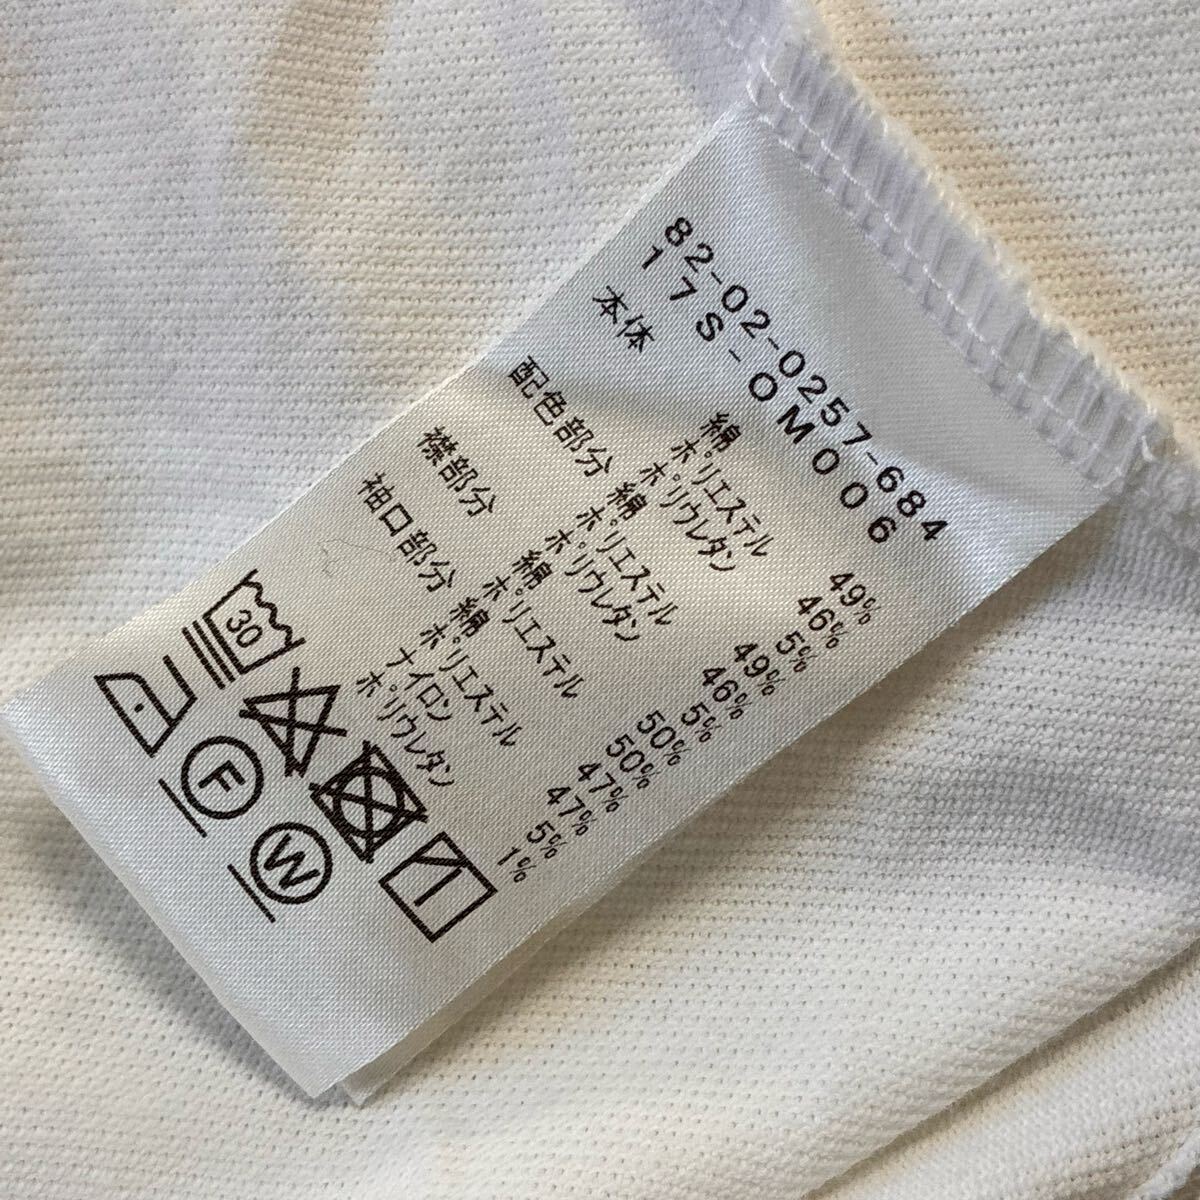 82-02-0257-684
17S-OM006
本体 綿 49%
ポリエステル 46%
ポリウレタン 5%
配色部分 綿 49%
ポリエステル 46%
ポリウレタン 5%
襟部分 綿 50%
ポリエステル 50%
袖口部分 綿 47%
ポリエステル 47%
ナイロン 5%
ポリウレタン 1%
30
F
W